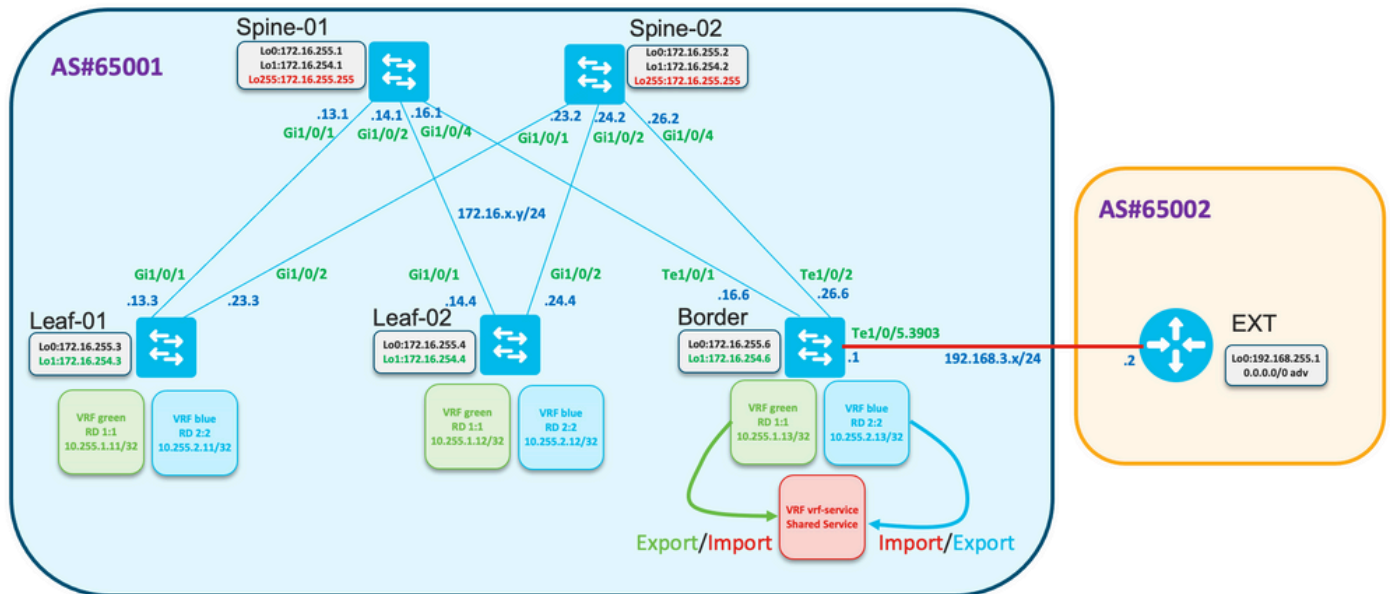 Spine-01
Spine-02
AS#65001
Lo0:172.16.255.1
Lo1:172.16.254.1
Lo255:172.16.255.255
Lo0:172.16.255.2
Lo1:172.16.254.2
Lo255:172.16.255.255
.13.1
.14.1
.16.1
.23.2
.24.2
.26.2
Gi1/0/1
Gi1/0/2
Gi1/0/4
Gi1/0/1
Gi1/0/2
Gi1/0/4
172.16.x.y/24
AS#65002
Gi1/0/1
Gi1/0/2
Gi1/0/1
Gi1/0/2
Te1/0/1
Te1/0/2
.13.3
.23.3
.14.4
.24.4
.16.6
.26.6
Leaf-01
Lo0:172.16.255.3
Lo1:172.16.254.3
Leaf-02
Lo0:172.16.255.4
Lo1:172.16.254.4
Border
Lo0:172.16.255.6
Lo1:172.16.254.6
Te1/0/5.3903
.1
192.168.3.x/24
.2
EXT
Lo0:192.168.255.1
0.0.0.0/0 adv
VRF green
RD 1:1
10.255.1.11/32
VRF blue
RD 2:2
10.255.2.11/32
VRF green
RD 1:1
10.255.1.12/32
VRF blue
RD 2:2
10.255.2.12/32
VRF green
RD 1:1
10.255.1.13/32
VRF blue
RD 2:2
10.255.2.13/32
VRF vrf-service
Shared Service
Export/Import
Import/Export